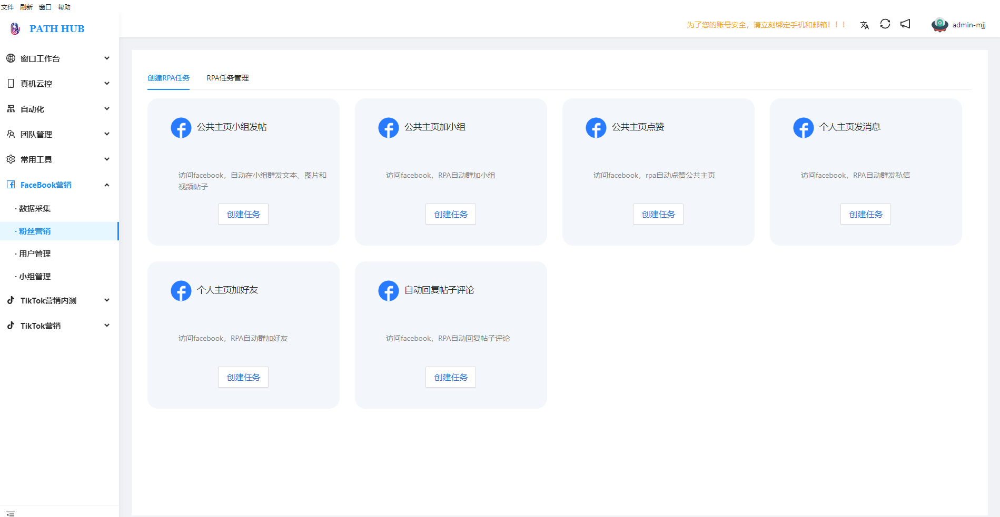 文件 刷新 窗口 帮助
PATH HUB
为了您的账号安全，请立刻绑定手机和邮箱！！！
admin-mjj
窗口工作台
真机云控
自动化
团队管理
常用工具
FaceBook营销
· 数据采集
· 粉丝营销
· 用户管理
· 小组管理
TikTok营销内测
TikTok营销
创建RPA任务 RPA任务管理
公共主页小组发帖
访问facebook，自动在小组群发文本、图片和
视频帖子
创建任务
公共主页加小组
访问facebook，RPA自动群加小组
创建任务
公共主页点赞
访问facebook，rpa自动点赞公共主页
创建任务
个人主页发消息
访问facebook，RPA自动群发私信
创建任务
个人主页加好友
访问facebook，RPA自动群加好友
创建任务
自动回复帖子评论
访问facebook，RPA自动回复帖子评论
创建任务